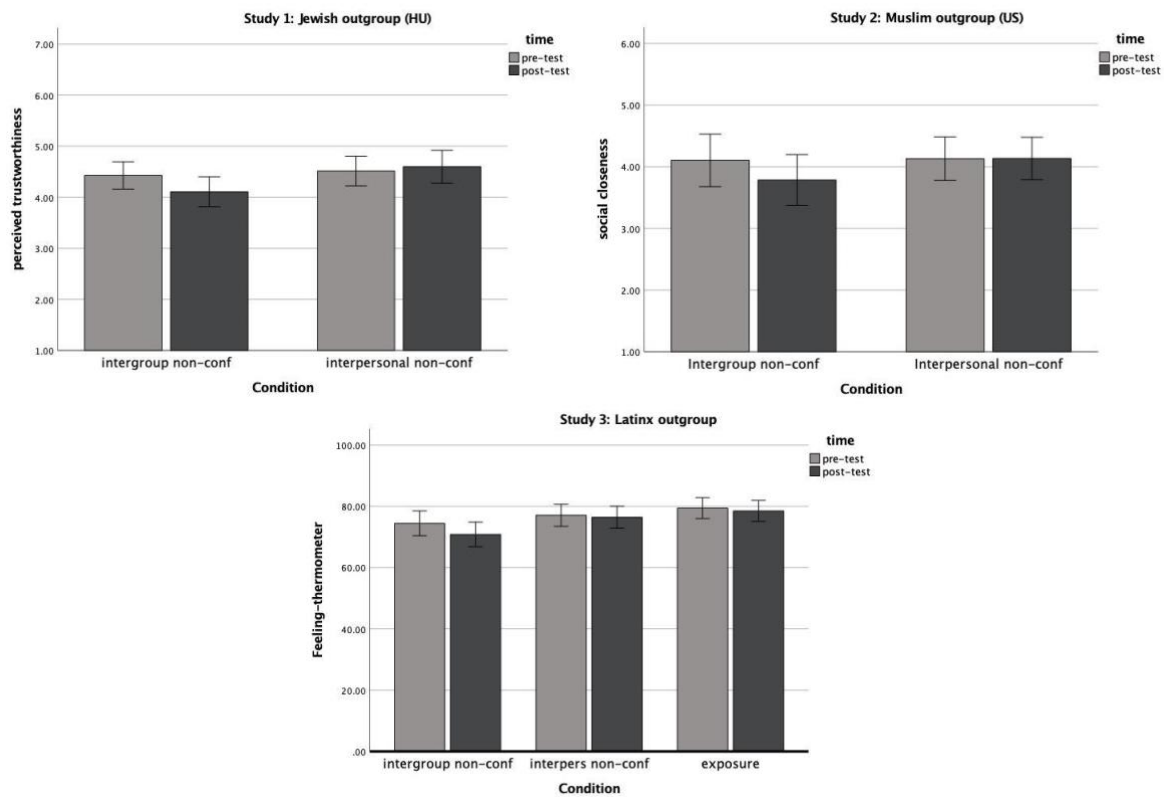 Study 1: Jewish outgroup (HU)
time
pre-test
post-test
perceived trustworthiness
7.00
6.00
5.00
4.00
3.00
2.00
1.00
intergroup non-conf
interpersonal non-conf
Condition
Study 2: Muslim outgroup (US)
time
pre-test
post-test
social closeness
6.00
5.00
4.00
3.00
2.00
1.00
Intergroup non-conf
Interpersonal non-conf
Condition
Study 3: Latinx outgroup
time
pre-test
post-test
Feeling-thermometer
100.00
80.00
60.00
40.00
20.00
.00
intergroup non-conf
interpers non-conf
exposure
Condition